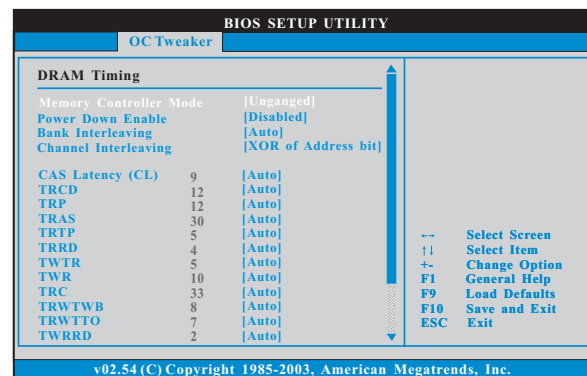 BIOS SETUP UTILITY
OC Tweaker
DRAM Timing
Memory Controller Mode [Unganged]
Power Down Enable [Disabled]
Bank Interleaving [Auto]
Channel Interleaving [XOR of Address bit]
CAS Latency (CL) 9 [Auto]
TRCD 12 [Auto]
TRP 12 [Auto]
TRAS 30 [Auto]
TRTP 5 [Auto]
TRRD 4 [Auto]
TWTR 5 [Auto]
TWR 10 [Auto]
TRC 33 [Auto]
TRWTWB 8 [Auto]
TRWTTO 7 [Auto]
TWRRD 2 [Auto]
←→ Select Screen
↑↓ Select Item
+- Change Option
F1 General Help
F9 Load Defaults
F10 Save and Exit
ESC Exit
v02.54 (C) Copyright 1985-2003, American Megatrends, Inc.